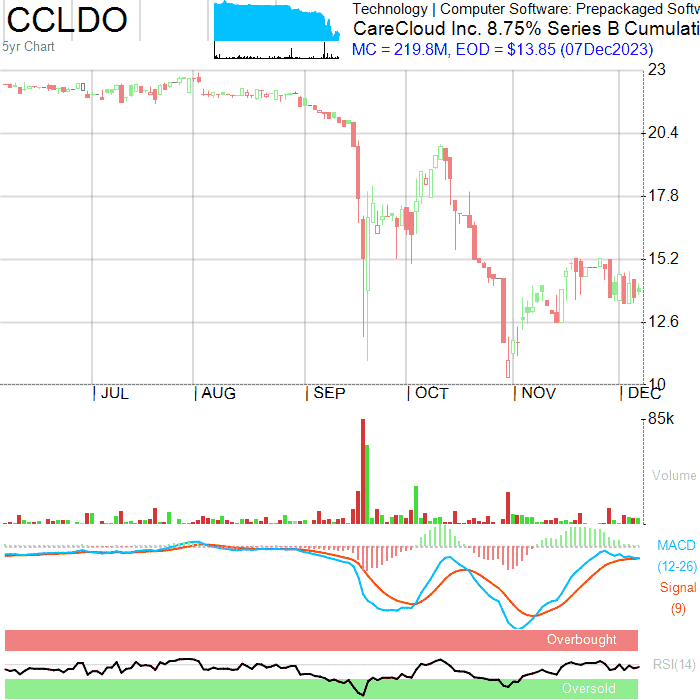 CCLDO
5yr Chart
Technology | Computer Software: Prepackaged Softw
CareCloud Inc. 8.75% Series B Cumulati
MC = 219.8M, EOD = $13.85 (07Dec2023)
23
20.4
17.8
15.2
12.6
10
| JUL | AUG | SEP | OCT | NOV | DEC
85k
Volume
MACD
(12-26)
Signal
(9)
Overbought
RSI(14)
Oversold